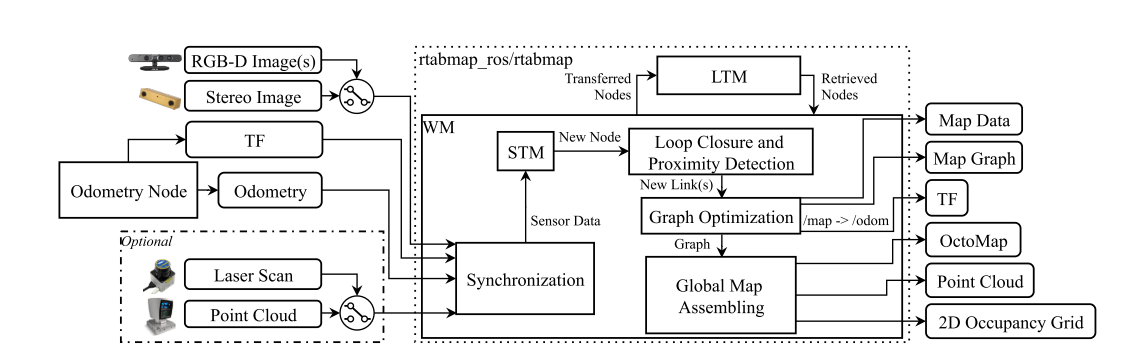 RGB-D Image(s)
Stereo Image
TF
Odometry Node
Odometry
Optional
Laser Scan
Point Cloud
rtabmap_ros/rtabmap
Transferred
Nodes
LTM
Retrieved
Nodes
WM
STM
New Node
Loop Closure and
Proximity Detection
New Link(s)
Graph Optimization
/map -> /odom
Sensor Data
Graph
Synchronization
Global Map
Assembling
Map Data
Map Graph
TF
OctoMap
Point Cloud
2D Occupancy Grid